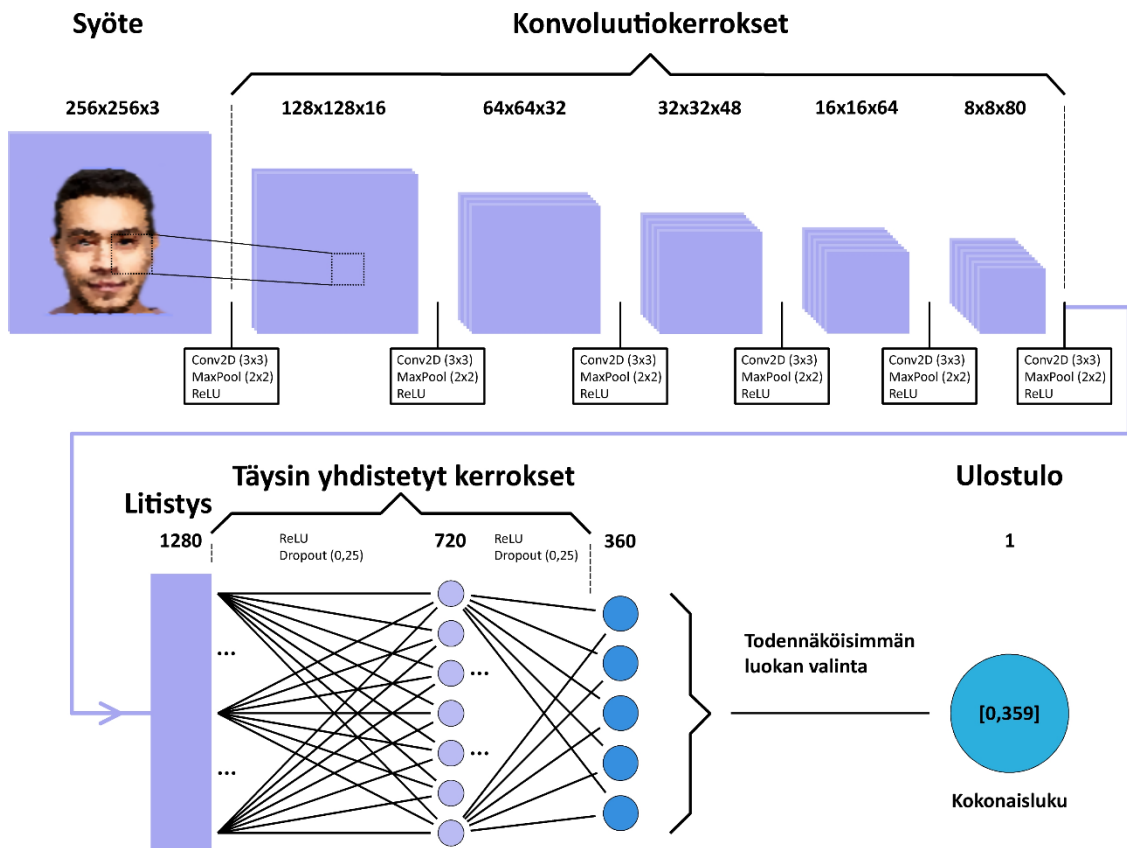 Syöte
Konvoluutiokerrokset
256x256x3
128x128x16
64x64x32
32x32x48
16x16x64
8x8x80
Conv2D (3x3)
MaxPool (2x2)
ReLU
Conv2D (3x3)
MaxPool (2x2)
ReLU
Conv2D (3x3)
MaxPool (2x2)
ReLU
Conv2D (3x3)
MaxPool (2x2)
ReLU
Conv2D (3x3)
MaxPool (2x2)
ReLU
Conv2D (3x3)
MaxPool (2x2)
ReLU
Täysin yhdistetyt kerrokset
Ulostulo
Litistys
1280
ReLU
Dropout (0,25)
720
ReLU
Dropout (0,25)
360
1
...
...
...
...
Todennäköisimmän
luokan valinta
[0,359]
Kokonaisluku